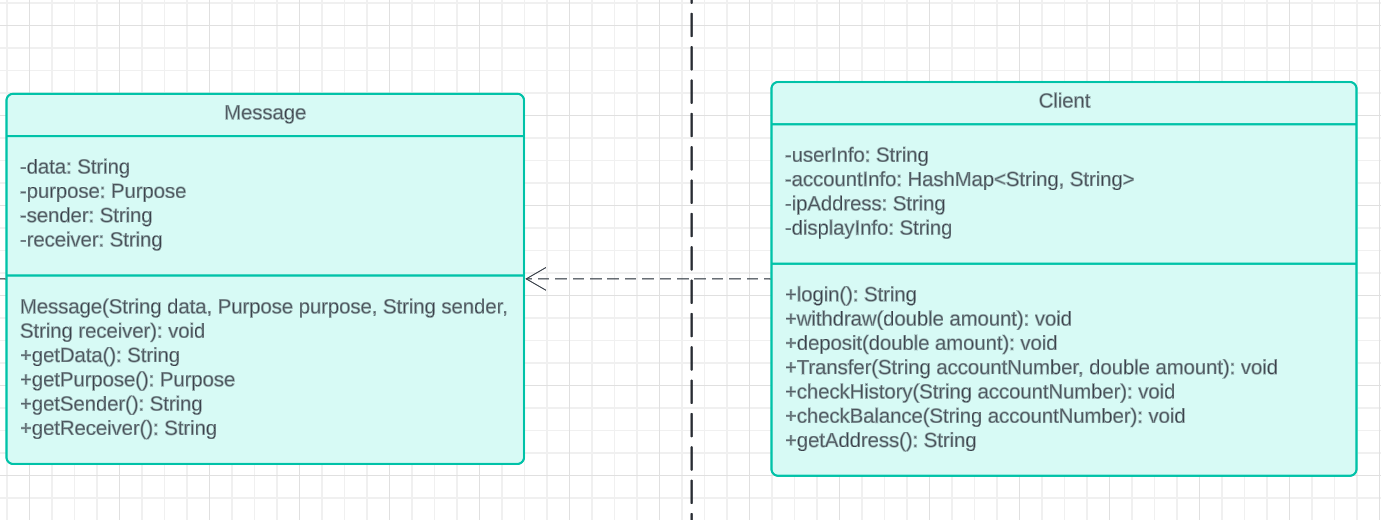 Message
-data: String
-purpose: Purpose
-sender: String
-receiver: String
Message(String data, Purpose purpose, String sender,
String receiver): void
+getData(): String
+getPurpose(): Purpose
+getSender(): String
+getReceiver(): String
Client
-userInfo: String
-accountInfo: HashMap<String, String>
-ipAddress: String
-displayInfo: String
+login(): String
+withdraw(double amount): void
+deposit(double amount): void
+Transfer(String accountNumber, double amount): void
+checkHistory(String accountNumber): void
+checkBalance(String accountNumber): void
+getAddress(): String